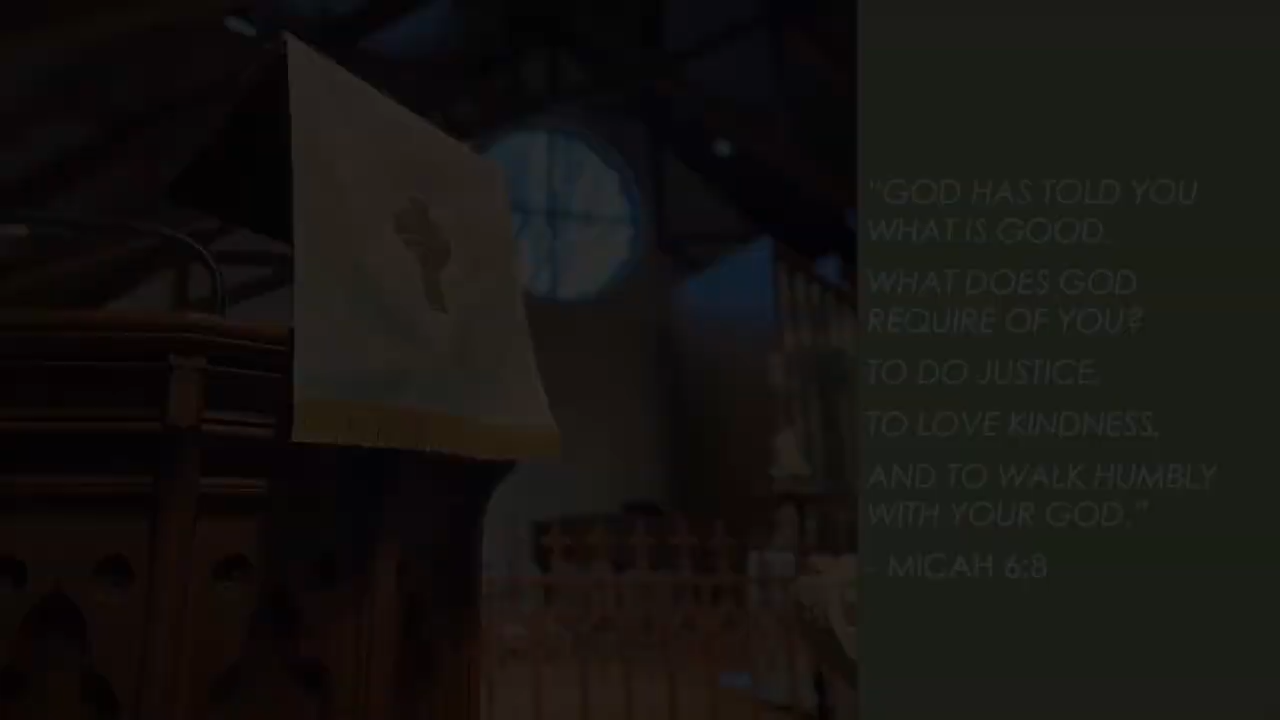 "GOD HAS TOLD YOU
WHAT IS GOOD.
WHAT DOES GOD
REQUIRE OF YOU?
TO DO JUSTICE,
TO LOVE KINDNESS,
AND TO WALK HUMBLY
WITH YOUR GOD."
- MICAH 6:8